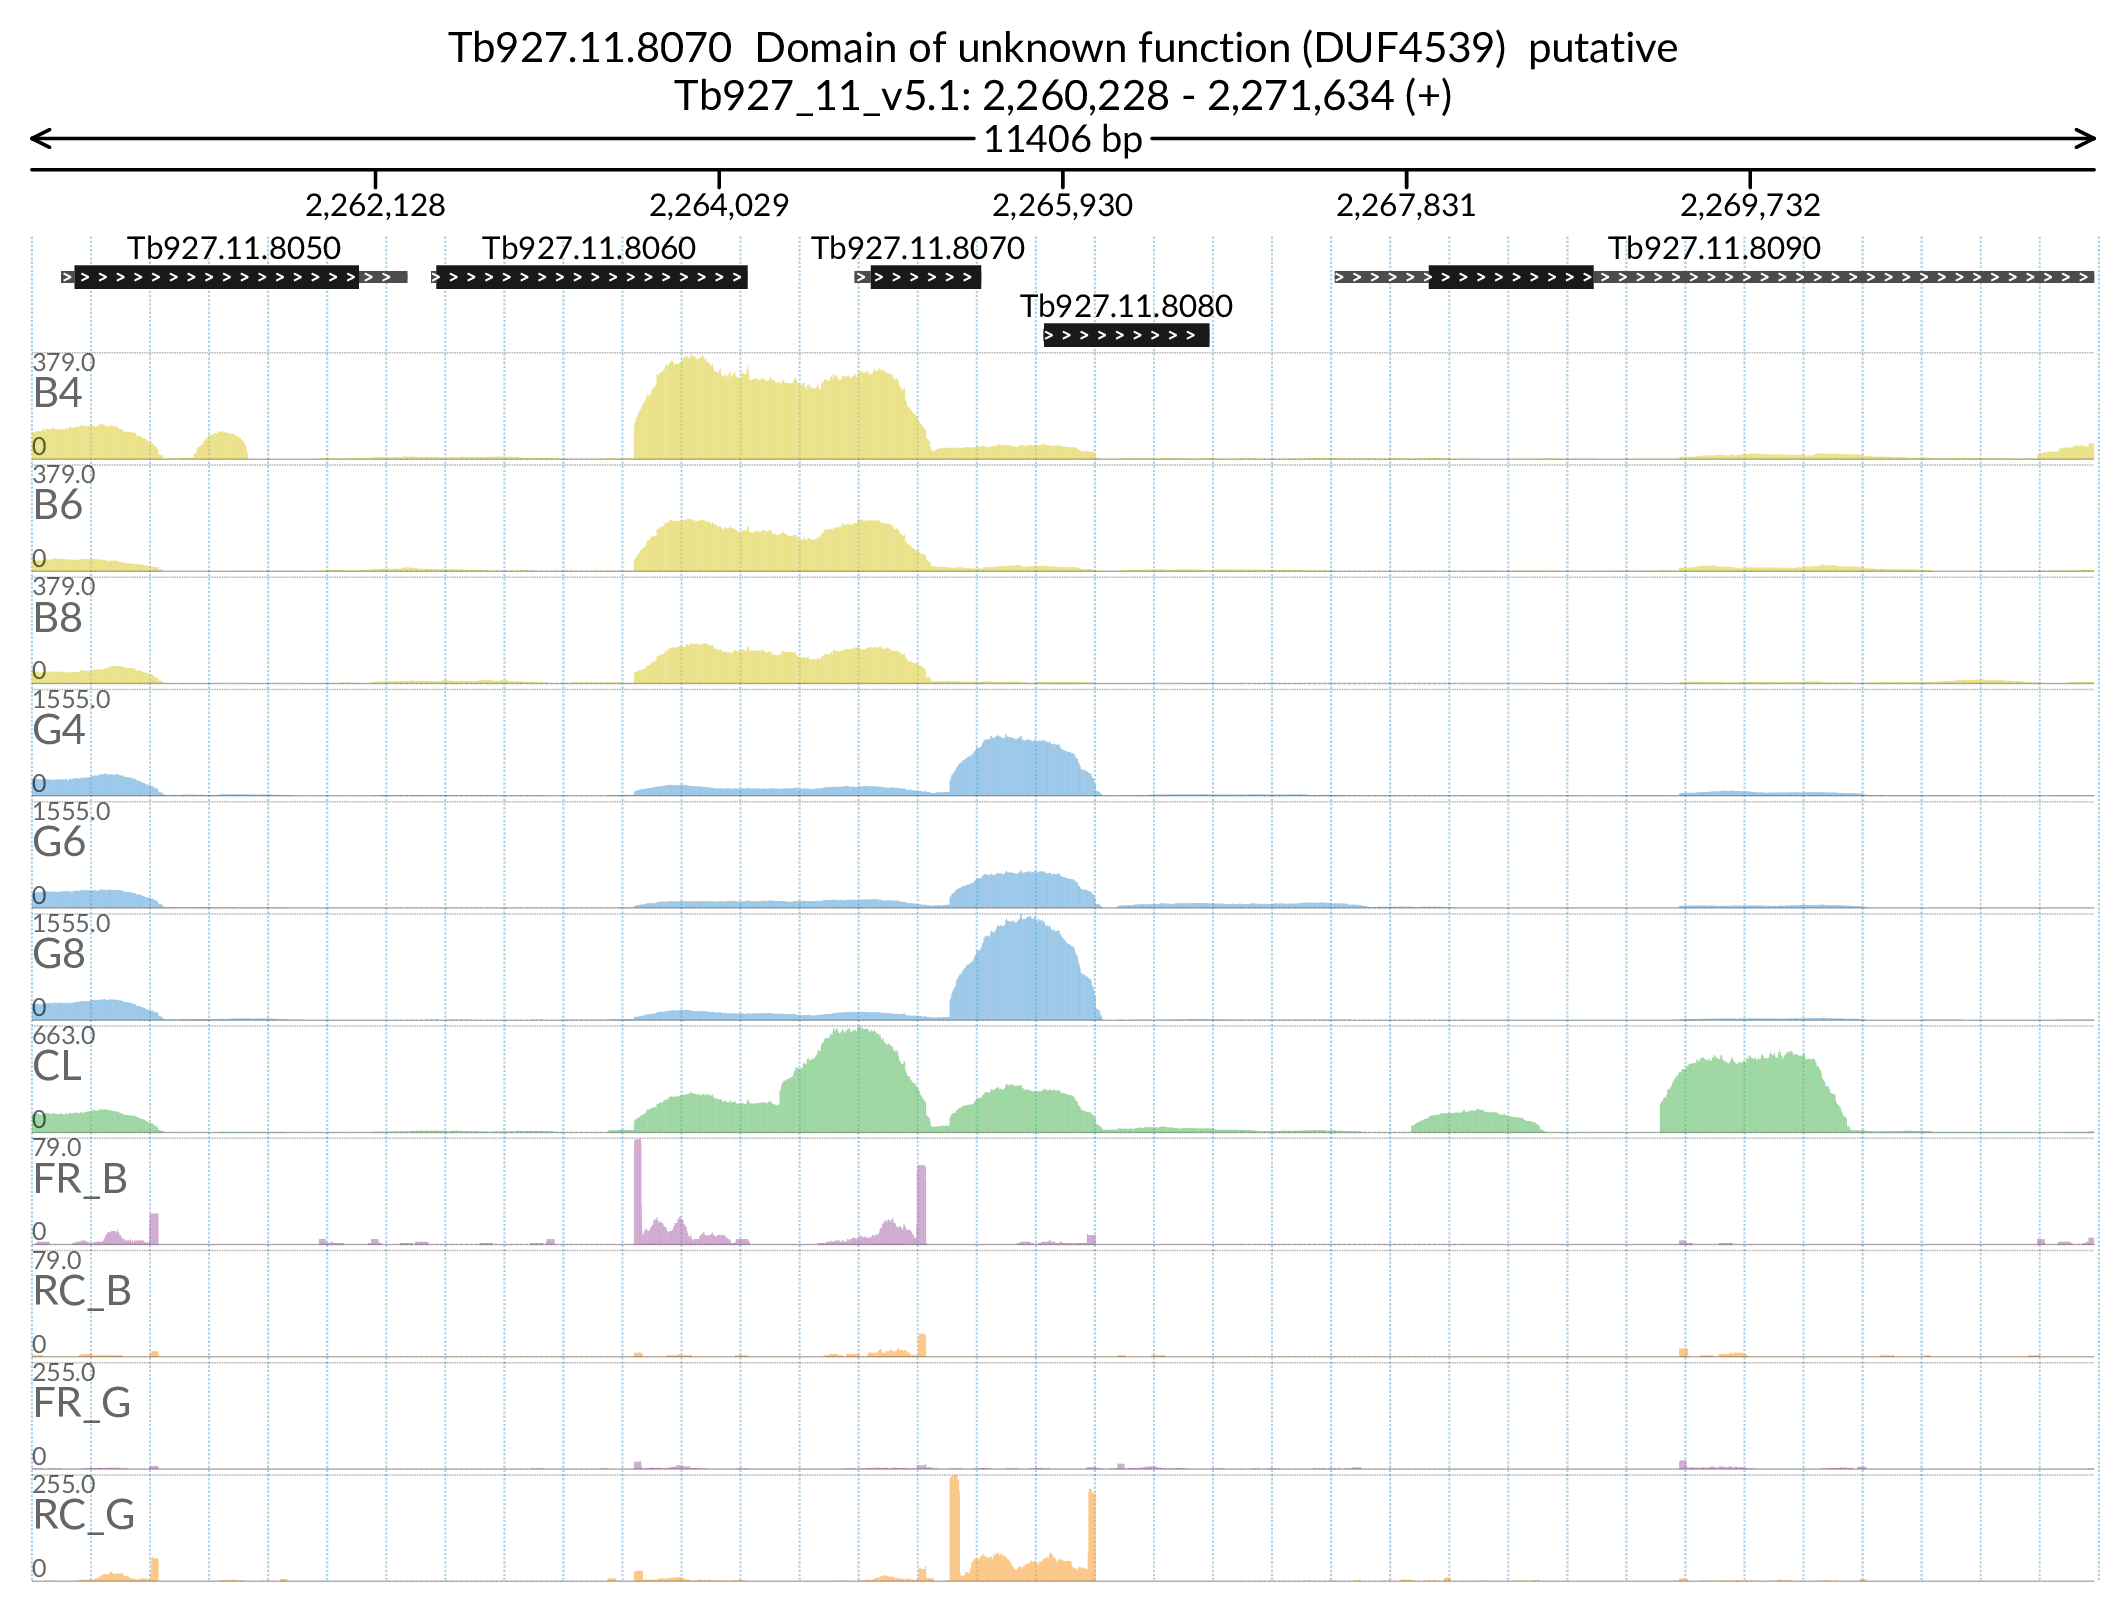 Tb927.11.8070  Domain of unknown function (DUF4539)  putative
Tb927_11_v5.1: 2,260,228 - 2,271,634 (+)
11406 bp
2,262,128 2,264,029 2,265,930 2,267,831 2,269,732
Tb927.11.8050 Tb927.11.8060 Tb927.11.8070 Tb927.11.8090
Tb927.11.8080
379.0
B4
0
379.0
B6
0
379.0
B8
0
1555.0
G4
0
1555.0
G6
0
1555.0
G8
0
663.0
CL
0
79.0
FR_B
0
79.0
RC_B
0
255.0
FR_G
0
255.0
RC_G
0